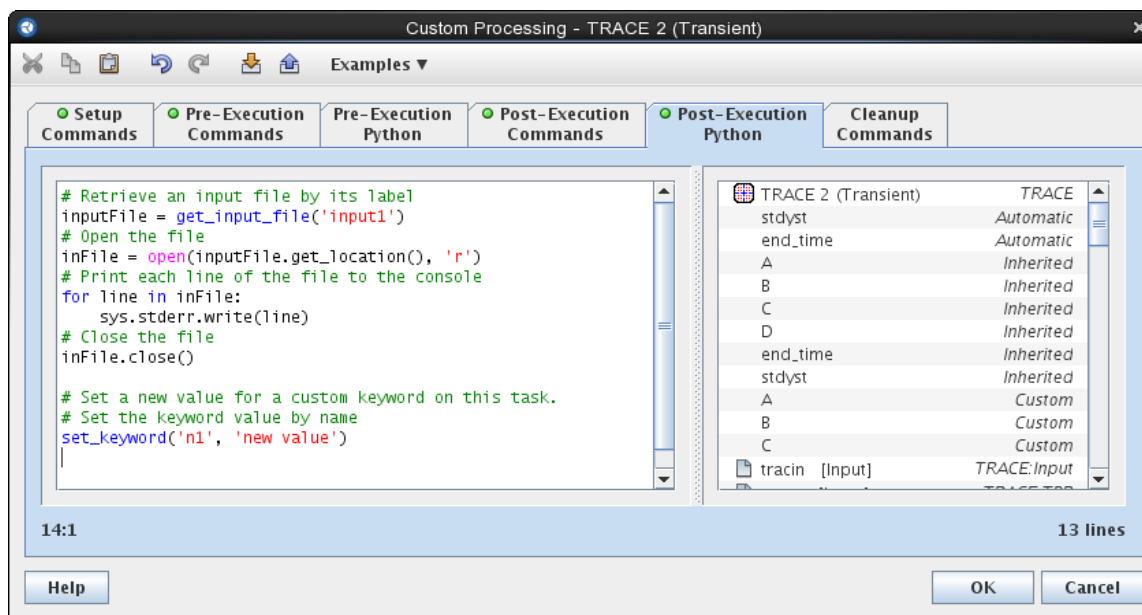 Custom Processing - TRACE 2 (Transient)
Examples ▼
Setup Commands
Pre-Execution Commands
Pre-Execution Python
Post-Execution Commands
Post-Execution Python
Cleanup Commands
# Retrieve an input file by its label
inputFile = get_input_file('input1')
# Open the file
inFile = open(inputFile.get_location(), 'r')
# Print each line of the file to the console
for line in inFile:
    sys.stderr.write(line)
# Close the file
inFile.close()
# Set a new value for a custom keyword on this task.
# Set the keyword value by name
set_keyword('n1', 'new value')
TRACE 2 (Transient) TRACE
stdyst Automatic
end_time Automatic
A Inherited
B Inherited
C Inherited
D Inherited
end_time Inherited
stdyst Inherited
A Custom
B Custom
C Custom
tracin [Input] TRACE:Input
14:1
13 lines
Help
OK
Cancel